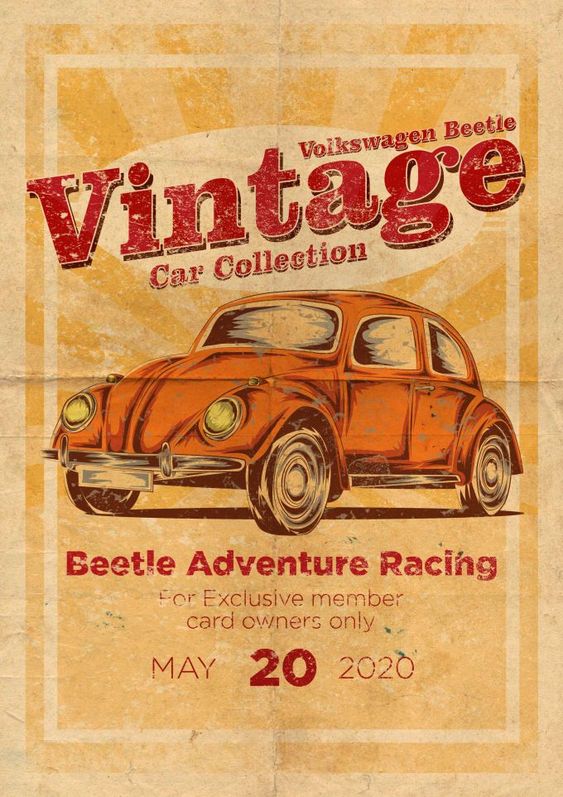 Volkswagen Beetle
Vintage
Car Collection
Beetle Adventure Racing
For Exclusive member
card owners only
MAY 20 2020